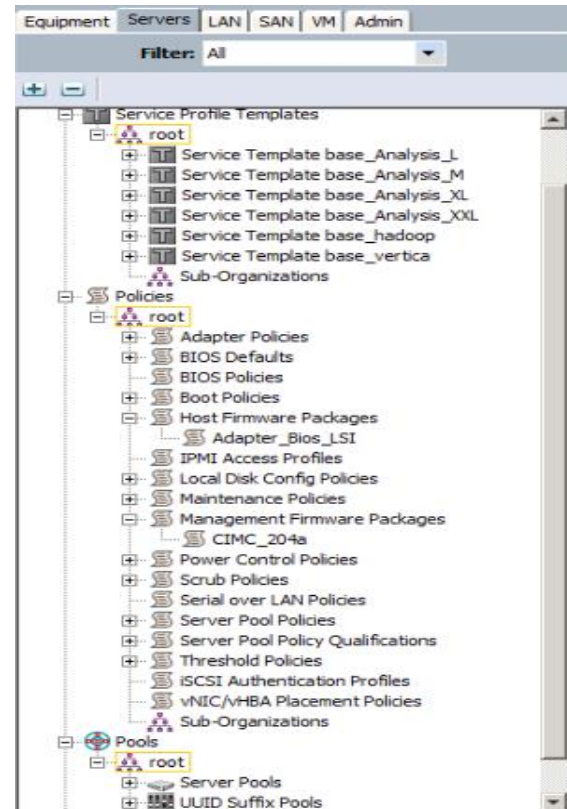 Equipment Servers LAN SAN VM Admin
Filter: All
Service Profile Templates
root
Service Template base_Analysis_L
Service Template base_Analysis_M
Service Template base_Analysis_XL
Service Template base_Analysis_XXL
Service Template base_hadoop
Service Template base_vertica
Sub-Organizations
Policies
root
Adapter Policies
BIOS Defaults
BIOS Policies
Boot Policies
Host Firmware Packages
Adapter_Bios_LSI
IPMI Access Profiles
Local Disk Config Policies
Maintenance Policies
Management Firmware Packages
CIMC_204a
Power Control Policies
Scrub Policies
Serial over LAN Policies
Server Pool Policies
Server Pool Policy Qualifications
Threshold Policies
iSCSI Authentication Profiles
vNIC/vHBA Placement Policies
Sub-Organizations
Pools
root
Server Pools
UUID Suffix Pools